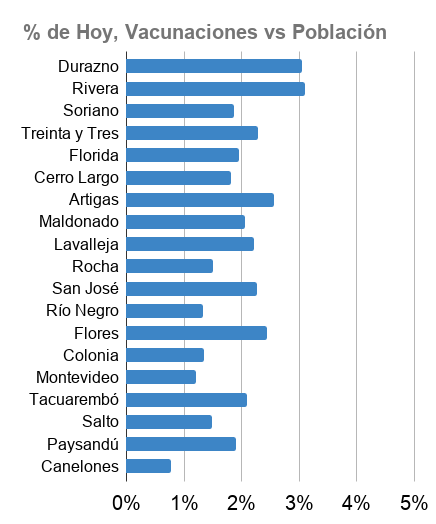 % de Hoy, Vacunaciones vs Población
Durazno
Rivera
Soriano
Treinta y Tres
Florida
Cerro Largo
Artigas
Maldonado
Lavalleja
Rocha
San José
Río Negro
Flores
Colonia
Montevideo
Tacuarembó
Salto
Paysandú
Canelones
0% 1% 2% 3% 4% 5%